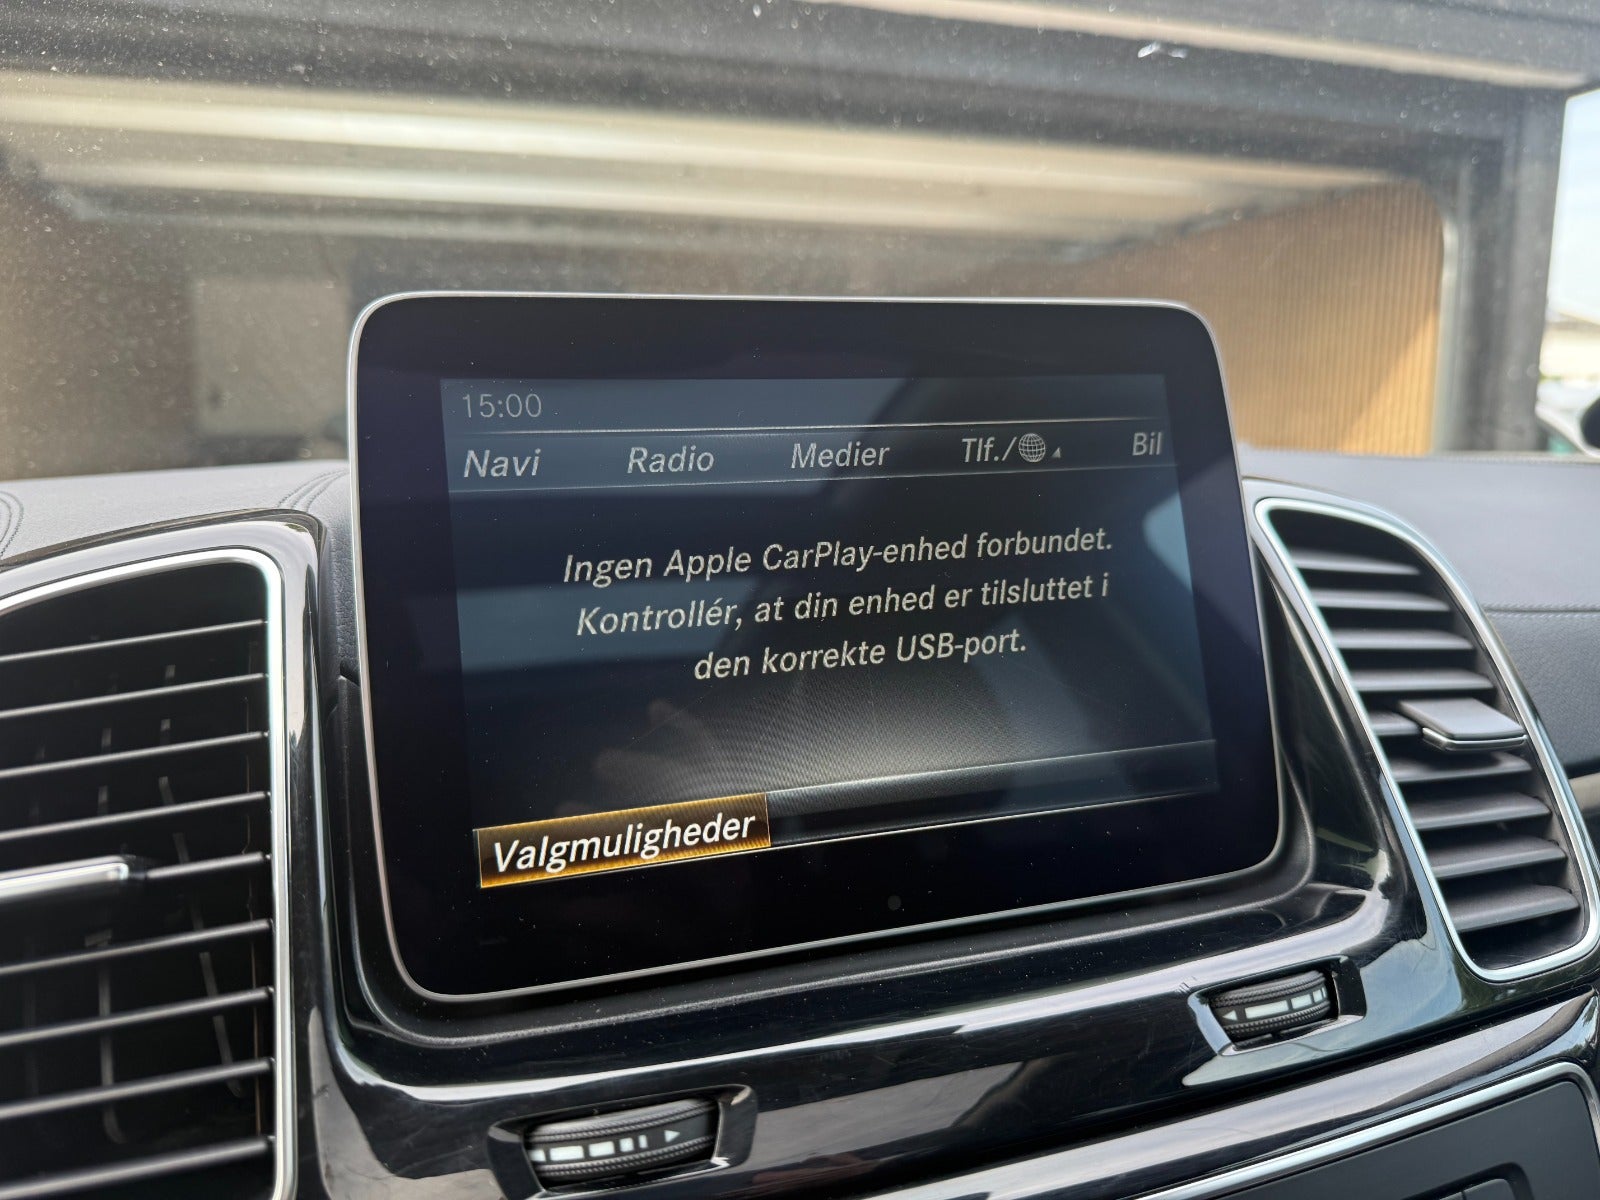 15:00
Navi Radio Medier Tlf./ Bil
Ingen Apple CarPlay-enhed forbundet.
Kontrollér, at din enhed er tilsluttet i
den korrekte USB-port.
Valgmuligheder